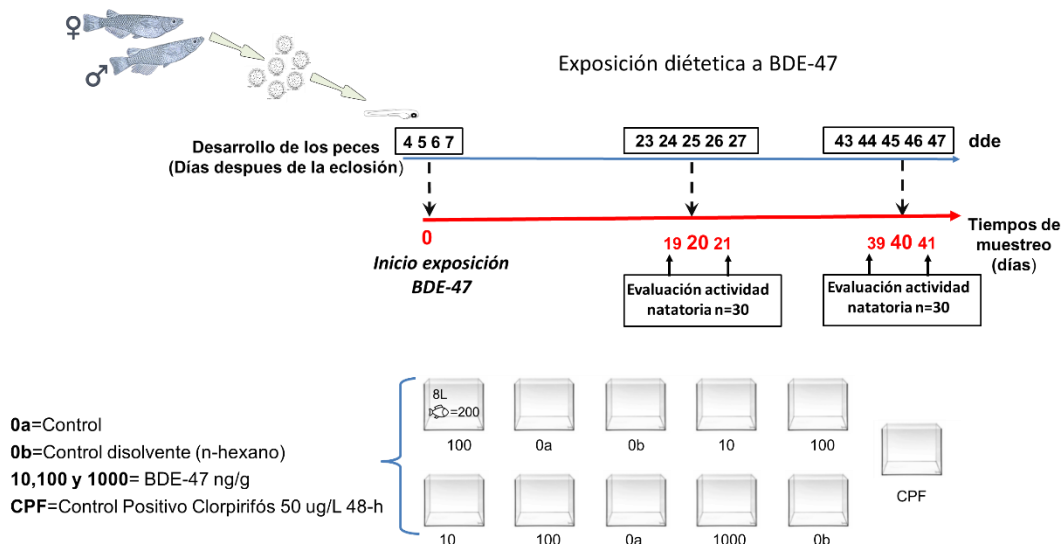 ♀
♂
Exposición diétetica a BDE-47
Desarrollo de los peces
(Días despues de la eclosión)
4 5 6 7
23 24 25 26 27
43 44 45 46 47
dde
0
19 20 21
39 40 41
Tiempos de
muestreo
(días)
Inicio exposición
BDE-47
Evaluación actividad
natatoria n=30
Evaluación actividad
natatoria n=30
0a=Control
0b=Control disolvente (n-hexano)
10,100 y 1000= BDE-47 ng/g
CPF=Control Positivo Clorpirifós 50 ug/L 48-h
8L
=200
100
0a
0b
10
100
CPF
10
100
0a
1000
0b